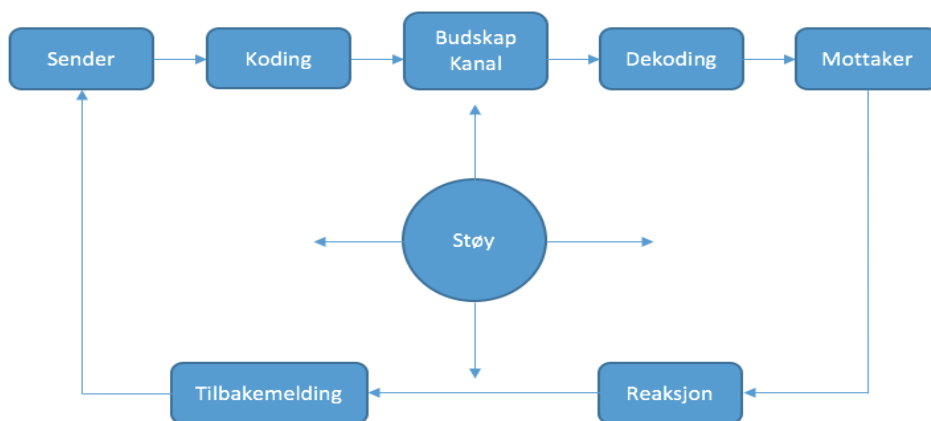 Sender
Koding
Budskap
Kanal
Dekoding
Mottaker
Støy
Tilbakemelding
Reaksjon